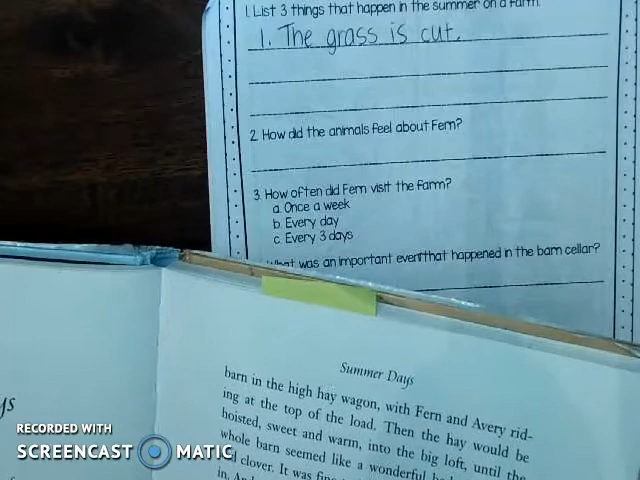 1. List 3 things that happen in the summer on a farm.
1. The grass is cut.
2. How did the animals feel about Fern?
3. How often did Fern visit the farm?
a. Once a week
b. Every day
c. Every 3 days
What was an important event that happened in the barn cellar?
Summer Days
barn in the high hay wagon, with Fern and Avery rid-
ing at the top of the load. Then the hay would be
hoisted, sweet and warm, into the big loft, until the
whole barn seemed like a wonderful
clover. It was
in.
RECORDED WITH
SCREENCAST MATIC